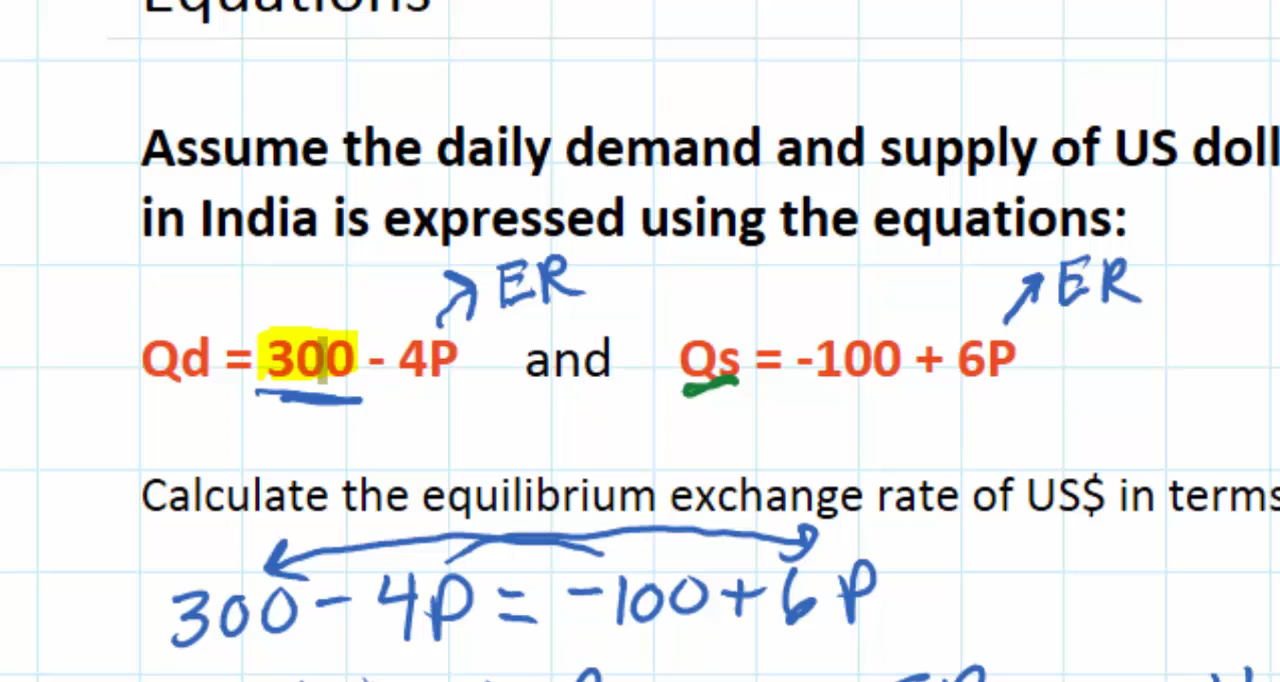 Equations
Assume the daily demand and supply of US doll
in India is expressed using the equations:
ER ER
Qd = 300 - 4P and Qs = -100 + 6P
Calculate the equilibrium exchange rate of US$ in terms
300 - 4P = -100 + 6P